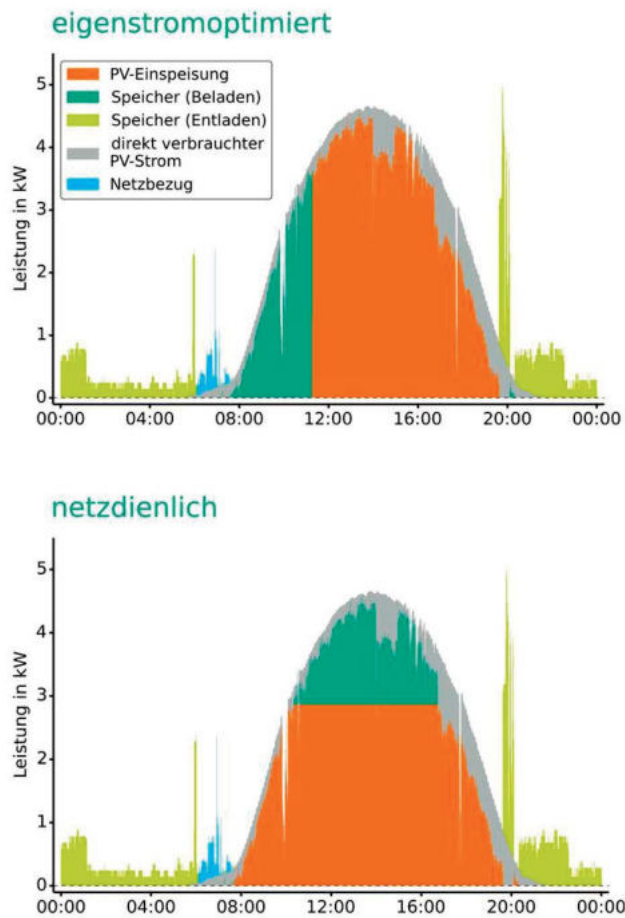 eigenstromoptimiert
5
4
3
2
1
0
Leistung in kW
PV-Einspeisung
Speicher (Beladen)
Speicher (Entladen)
direkt verbrauchter
PV-Strom
Netzbezug
00:00 04:00 08:00 12:00 16:00 20:00 00:00
netzdienlich
5
4
3
2
1
0
Leistung in kW
00:00 04:00 08:00 12:00 16:00 20:00 00:00